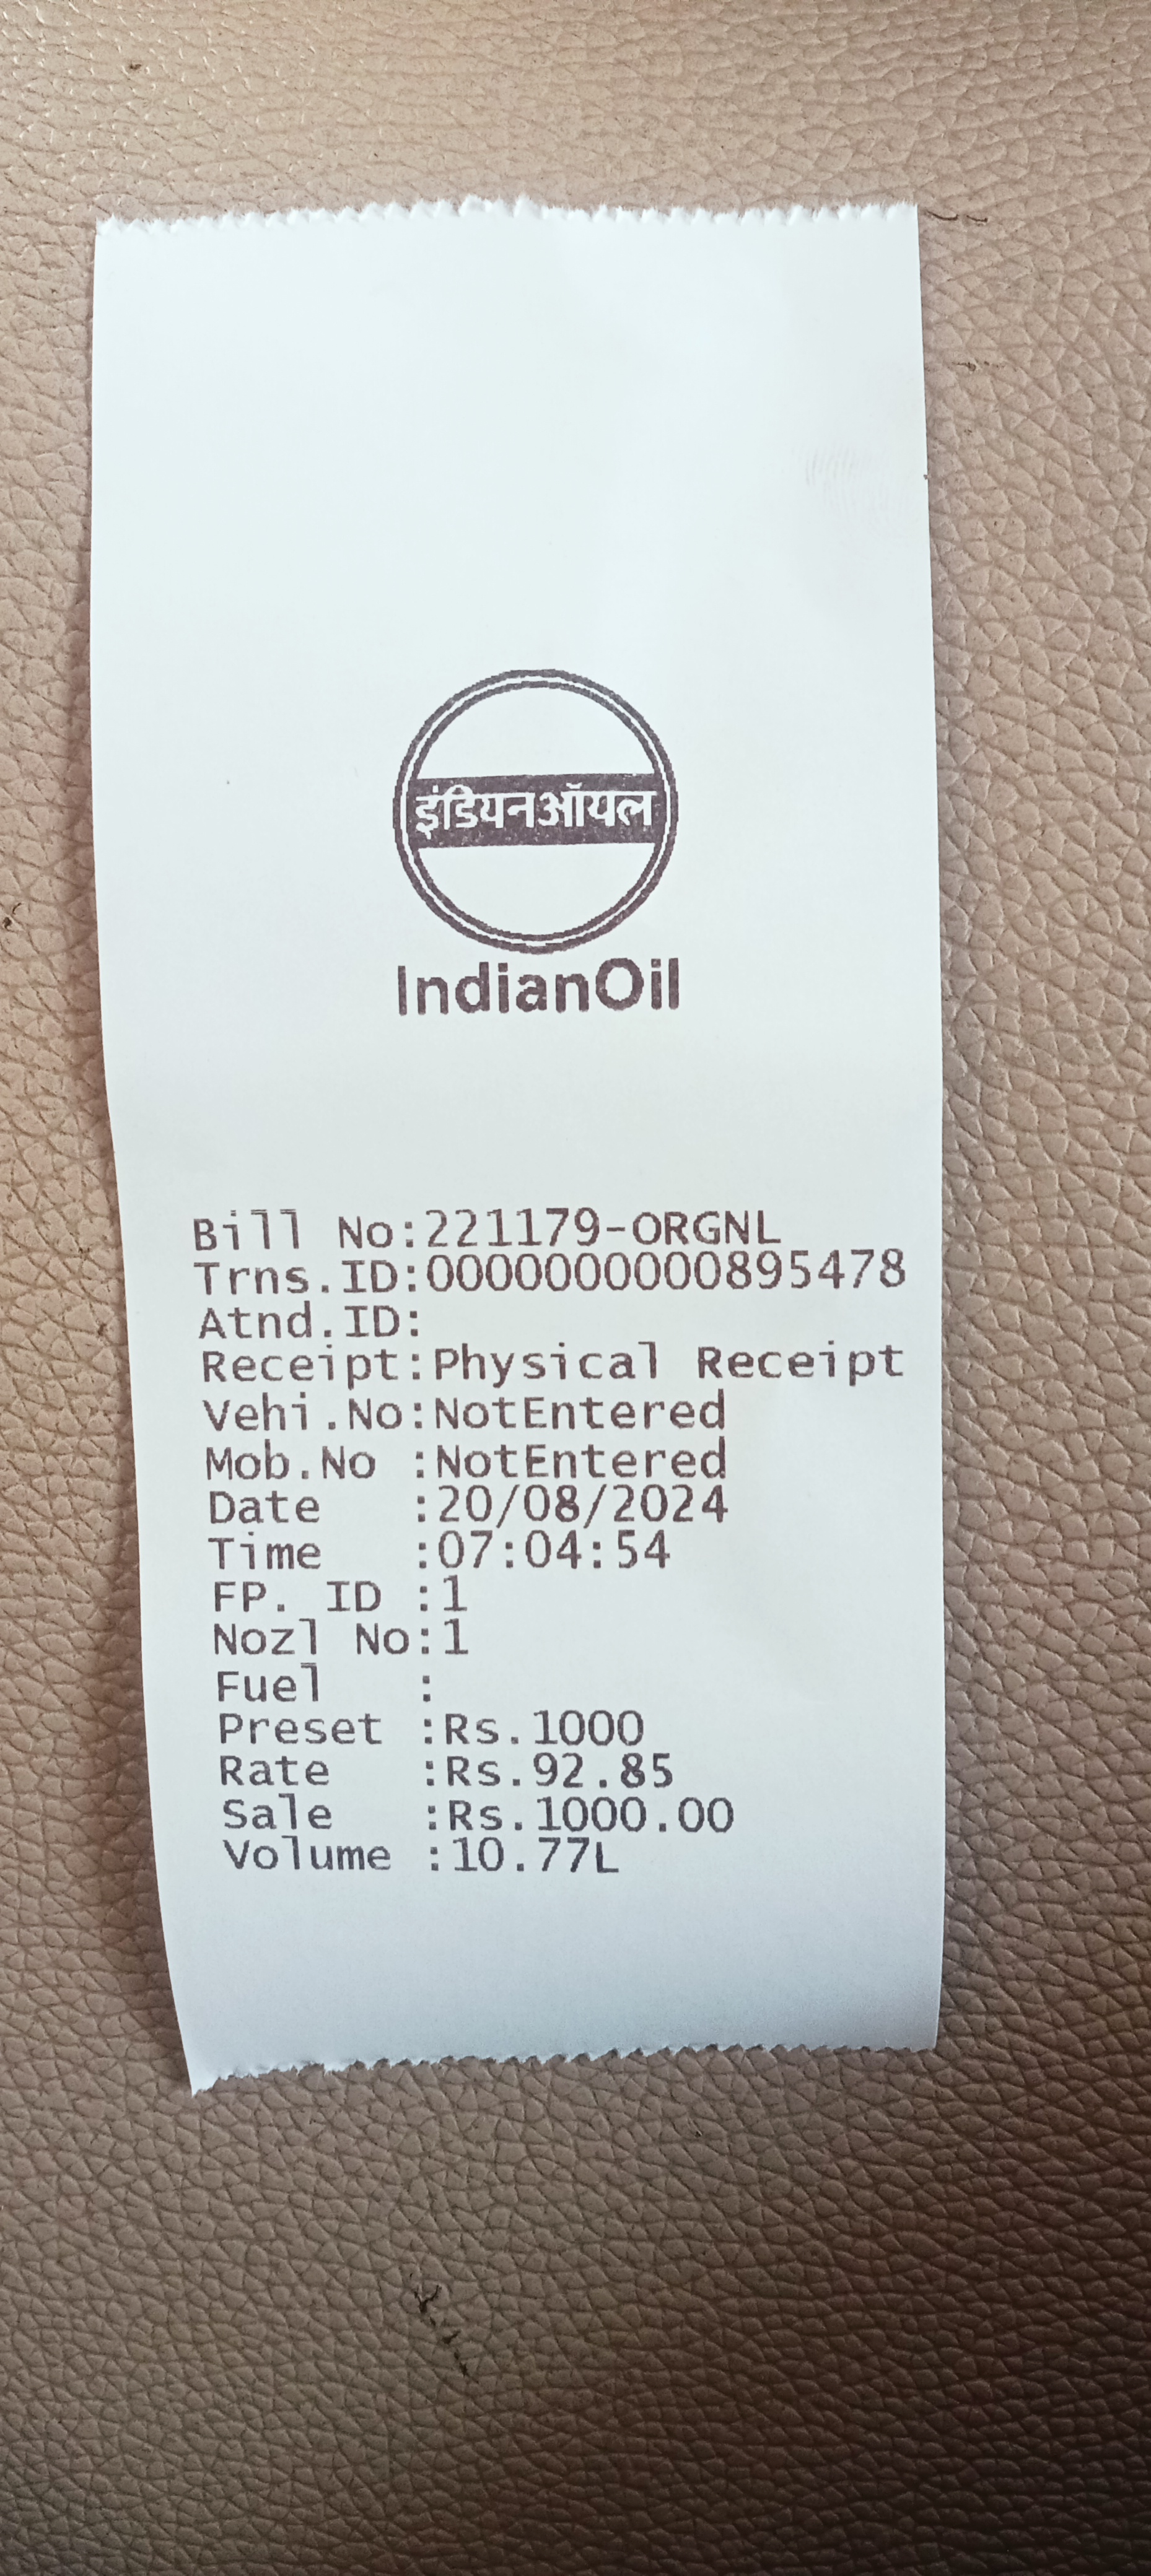 इंडियनऑयल
IndianOil
Bill No:221179-ORGNL
Trns.ID:0000000000895478
Atnd.ID:
Receipt:Physical Receipt
Vehi.No:NotEntered
Mob.No :NotEntered
Date   :20/08/2024
Time   :07:04:54
FP. ID :1
Nozl No:1
Fuel   :
Preset :Rs.1000
Rate   :Rs.92.85
Sale   :Rs.1000.00
Volume :10.77L